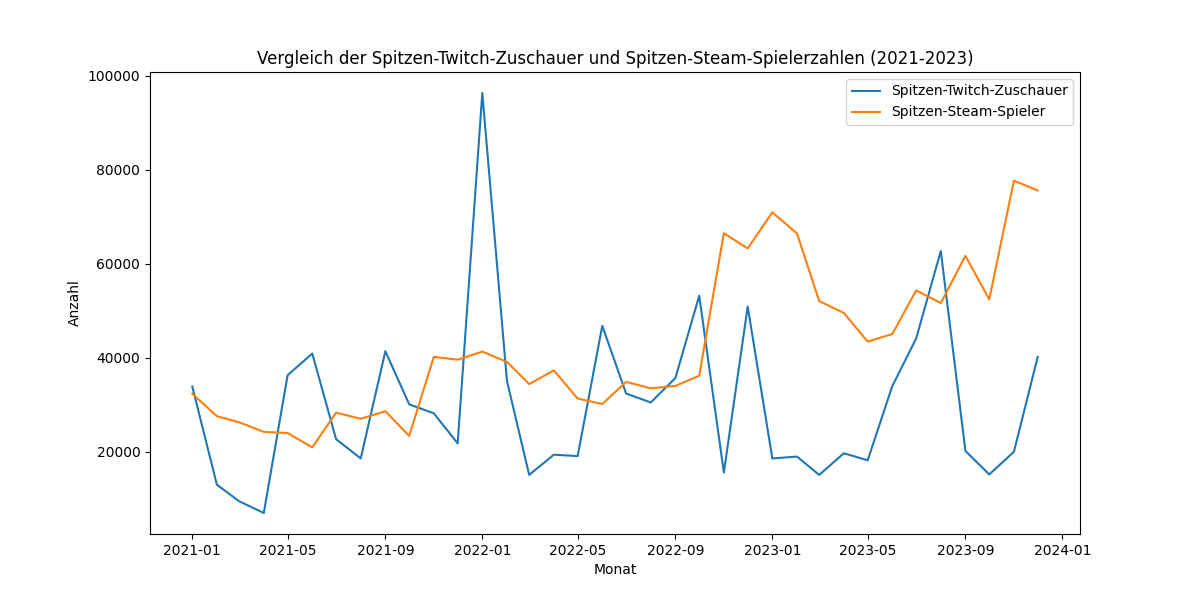 Vergleich der Spitzen-Twitch-Zuschauer und Spitzen-Steam-Spielerzahlen (2021-2023)
Spitzen-Twitch-Zuschauer
Spitzen-Steam-Spieler
100000
80000
60000
40000
20000
Anzahl
2021-01 2021-05 2021-09 2022-01 2022-05 2022-09 2023-01 2023-05 2023-09 2024-01
Monat